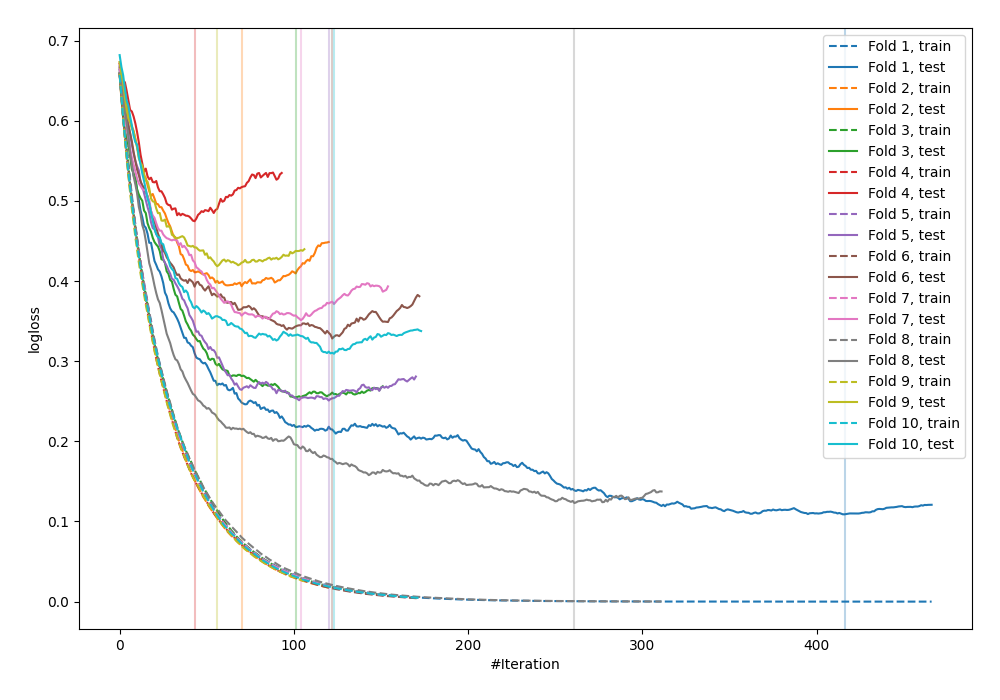 0.7
0.6
0.5
0.4
0.3
0.2
0.1
0.0
logloss
0
100
200
300
400
#Iteration
Fold 1, train
Fold 1, test
Fold 2, train
Fold 2, test
Fold 3, train
Fold 3, test
Fold 4, train
Fold 4, test
Fold 5, train
Fold 5, test
Fold 6, train
Fold 6, test
Fold 7, train
Fold 7, test
Fold 8, train
Fold 8, test
Fold 9, train
Fold 9, test
Fold 10, train
Fold 10, test